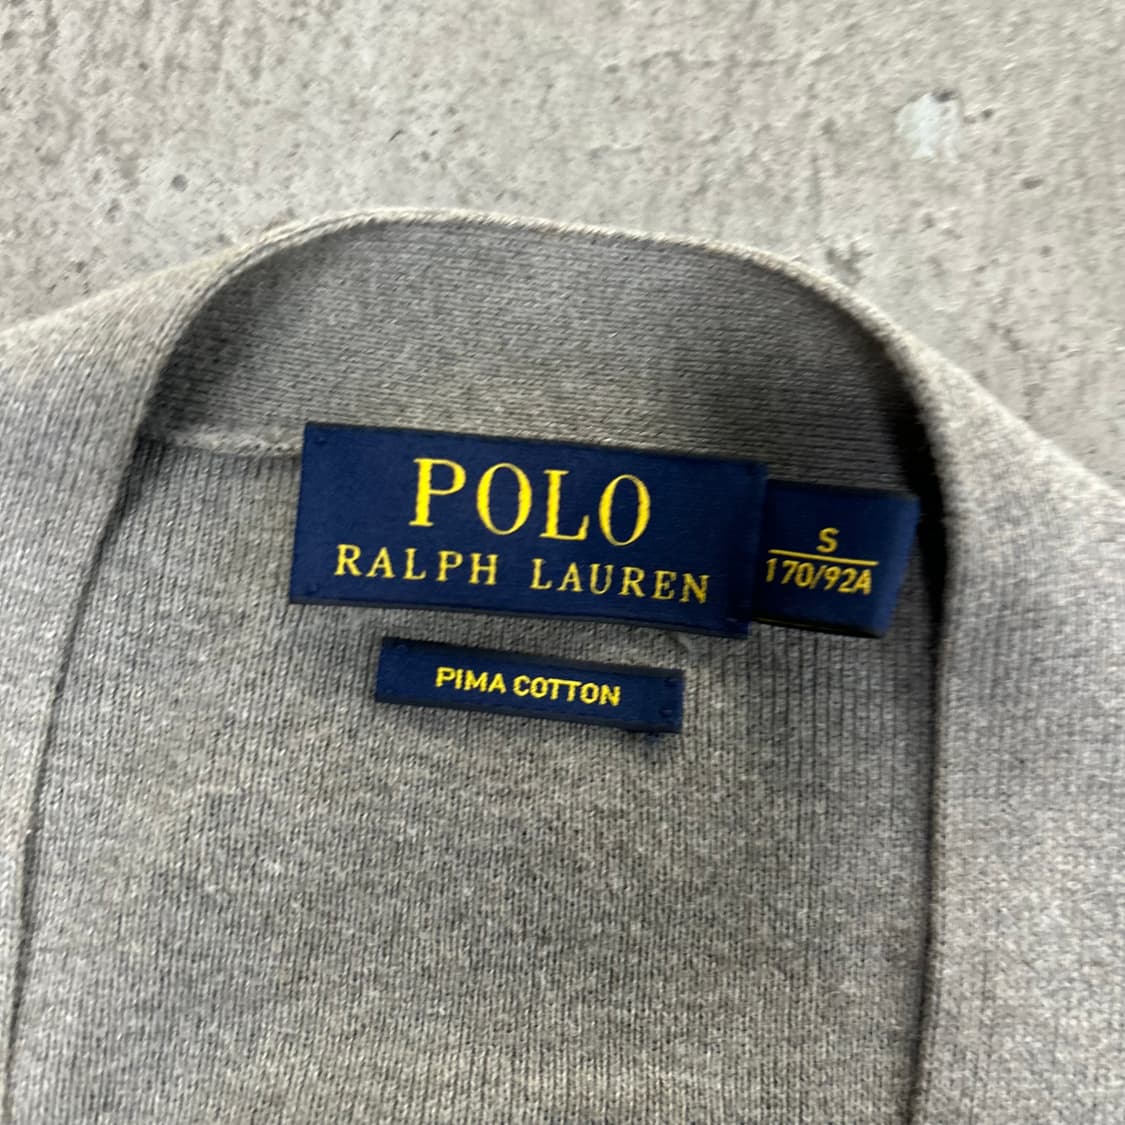 POLO
RALPH LAUREN
S
170/92A
PIMA COTTON